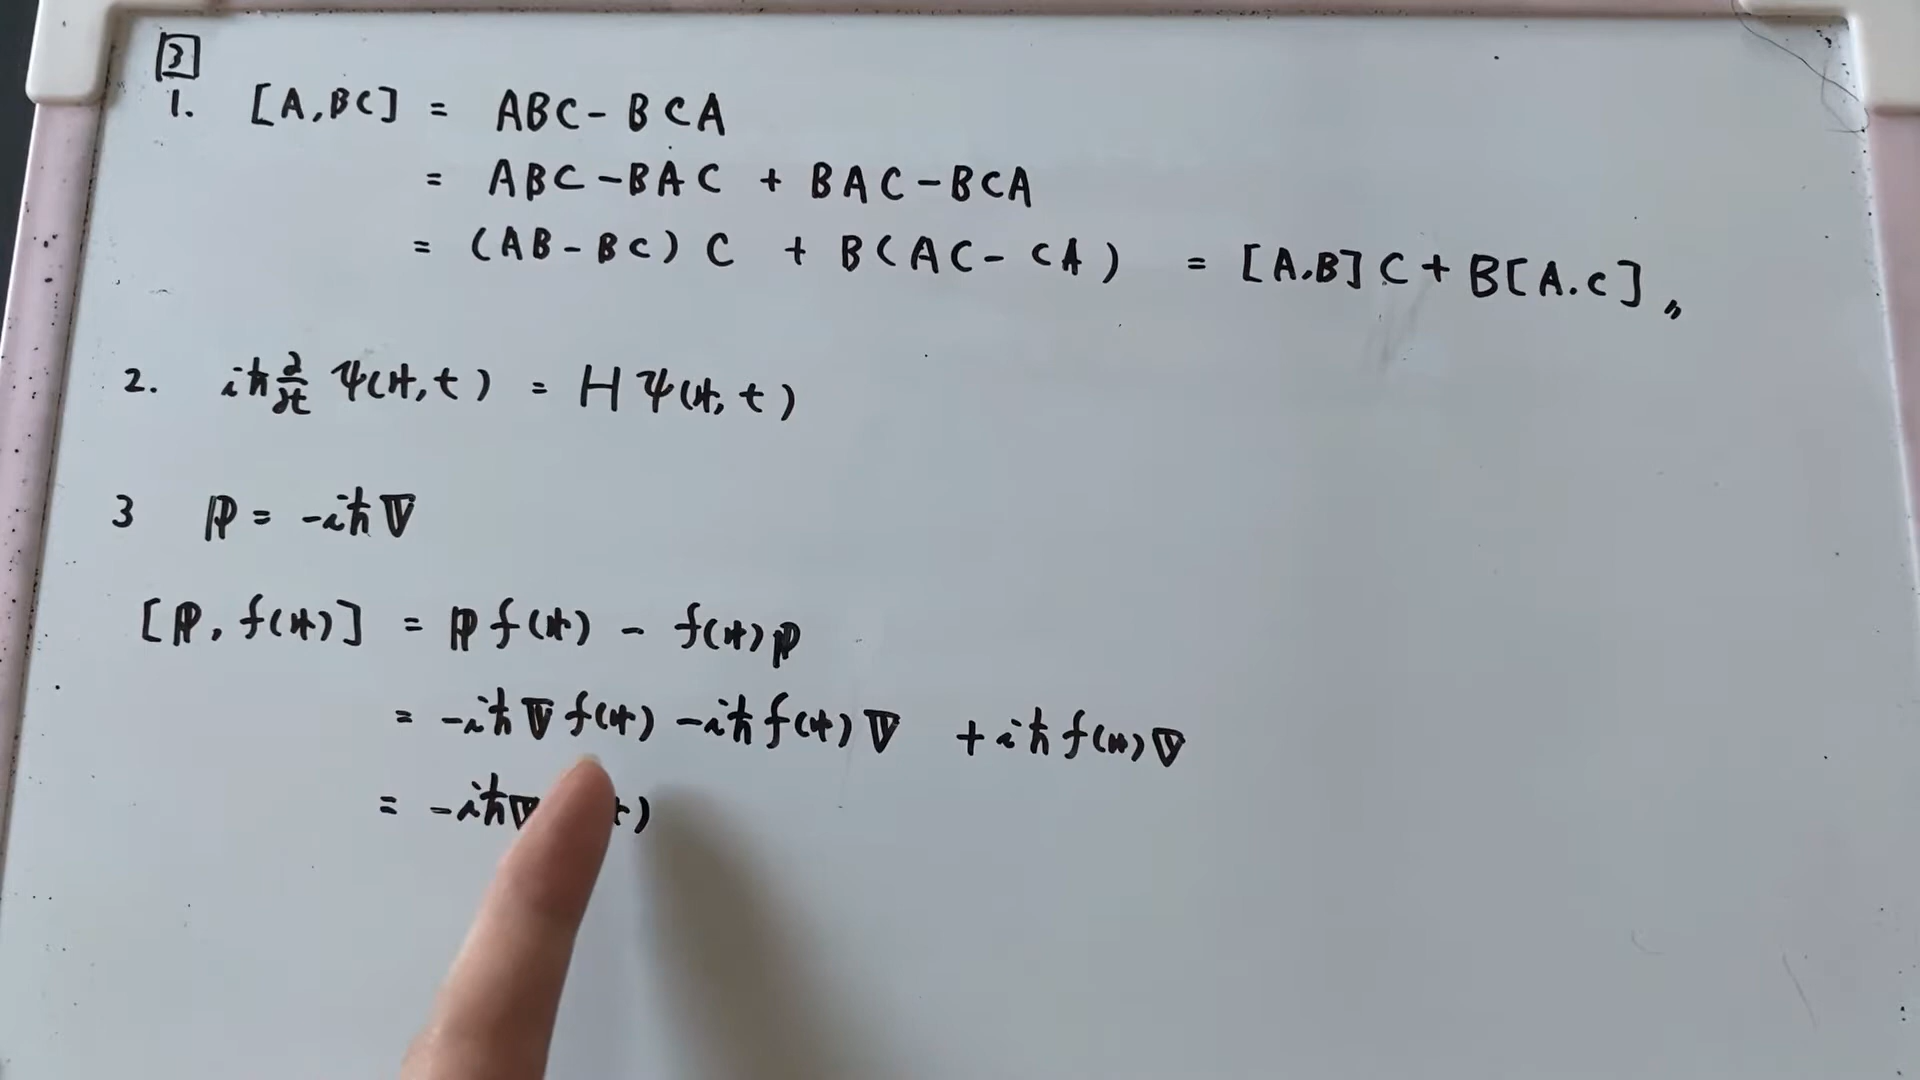 3
1. [A,BC] = ABC - BCA
= ABC - BAC + BAC - BCA
= (AB - BC) C + B(AC - CA) = [A,B] C + B[A.C] 〃
2. iℏ ∂/∂t Ψ(𝕣,t) = H Ψ(𝕣,t)
3 ℙ = -iℏ∇
[ℙ, f(𝕣)] = ℙ f(𝕣) - f(𝕣)ℙ
= -iℏ∇f(𝕣) - iℏ f(𝕣)∇ + iℏ f(𝕣)∇
= -iℏ∇